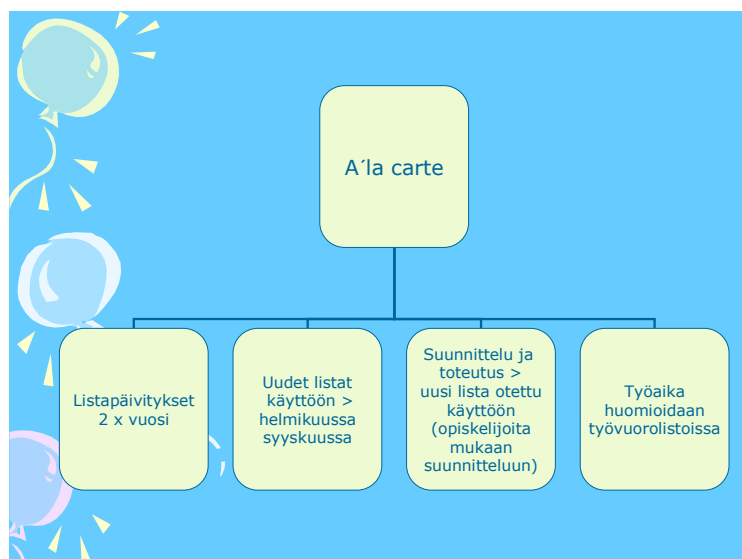 A´la carte
Listapäivitykset
2 x vuosi
Uudet listat
käyttöön >
helmikuussa
syyskuussa
Suunnittelu ja
toteutus >
uusi lista otettu
käyttöön
(opiskelijoita
mukaan
suunnitteluun)
Työaika
huomioidaan
työvuorolistoissa